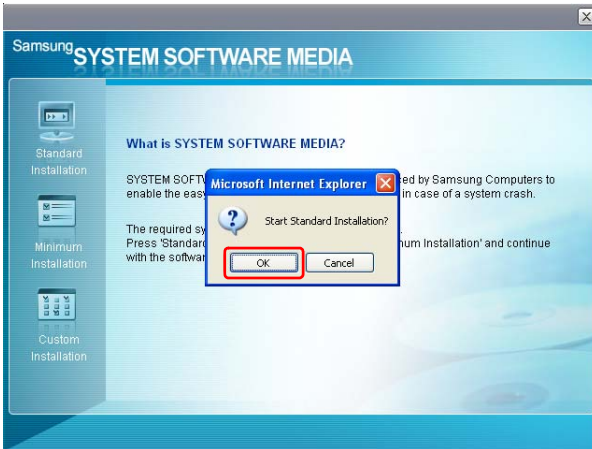 Samsung SYSTEM SOFTWARE MEDIA
Standard
Installation
Minimum
Installation
Custom
Installation
What is SYSTEM SOFTWARE MEDIA?
SYSTEM SOFTW
ed by Samsung Computers to
enable the eas
in case of a system crash.
The required sy
Press 'Standard
num Installation' and continue
with the softwar
Microsoft Internet Explorer
Start Standard Installation?
OK
Cancel